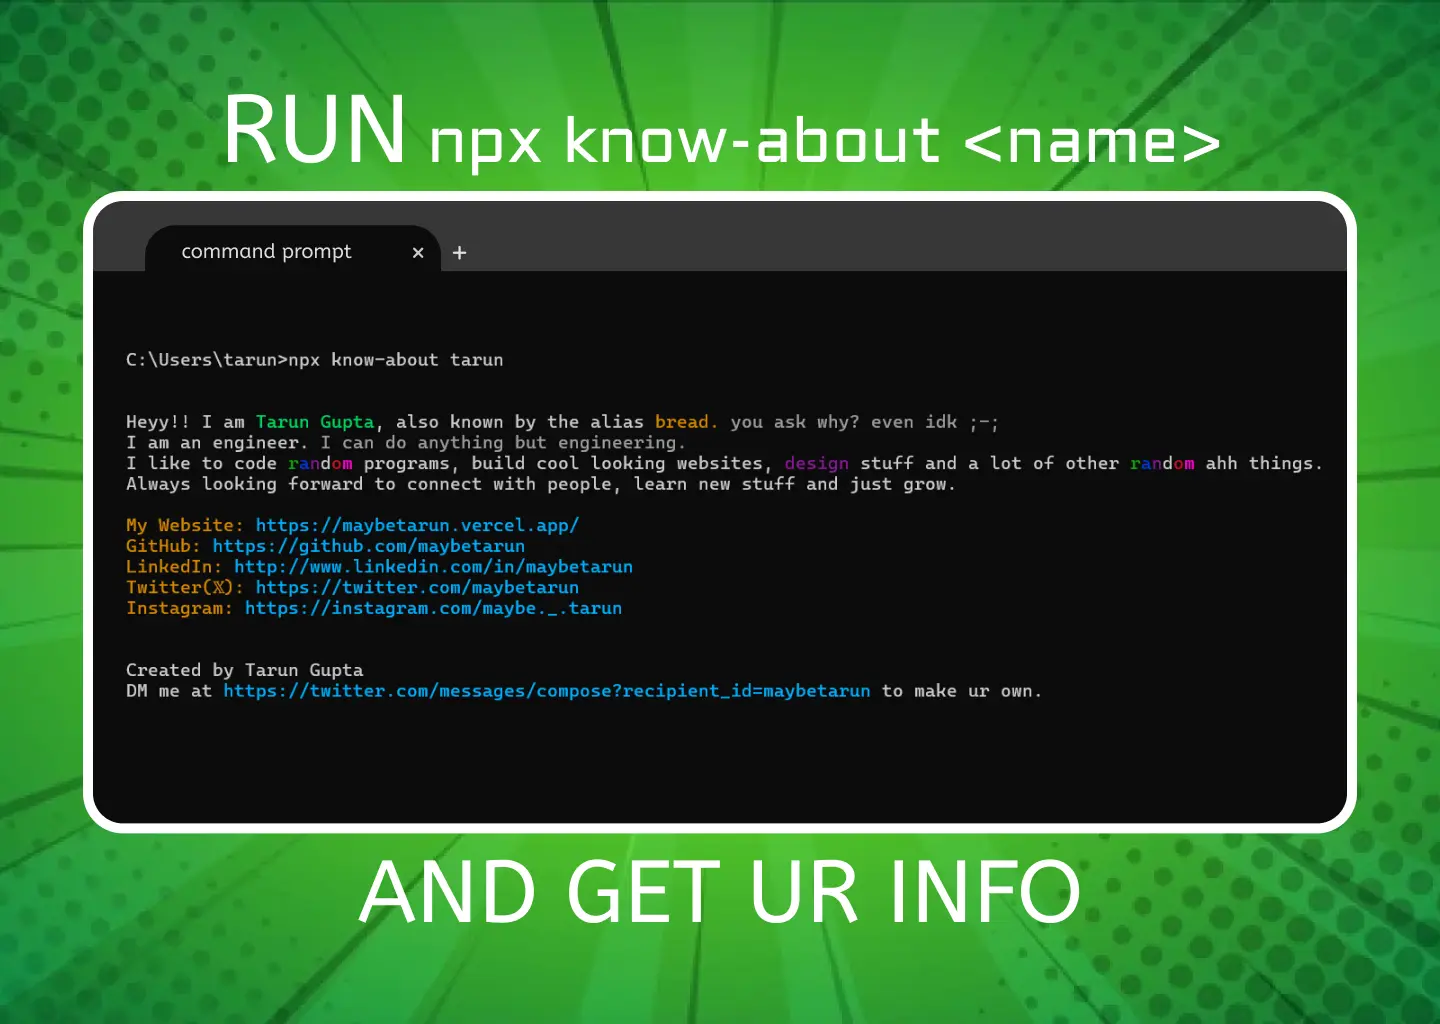 RUN npx know-about <name>
command prompt × +
C:\Users\tarun>npx know-about tarun
Heyy!! I am Tarun Gupta, also known by the alias bread. you ask why? even idk ;-;
I am an engineer. I can do anything but engineering.
I like to code random programs, build cool looking websites, design stuff and a lot of other random ahh things.
Always looking forward to connect with people, learn new stuff and just grow.
My Website: https://maybetarun.vercel.app/
GitHub: https://github.com/maybetarun
LinkedIn: http://www.linkedin.com/in/maybetarun
Twitter(𝕏): https://twitter.com/maybetarun
Instagram: https://instagram.com/maybe._.tarun
Created by Tarun Gupta
DM me at https://twitter.com/messages/compose?recipient_id=maybetarun to make ur own.
AND GET UR INFO